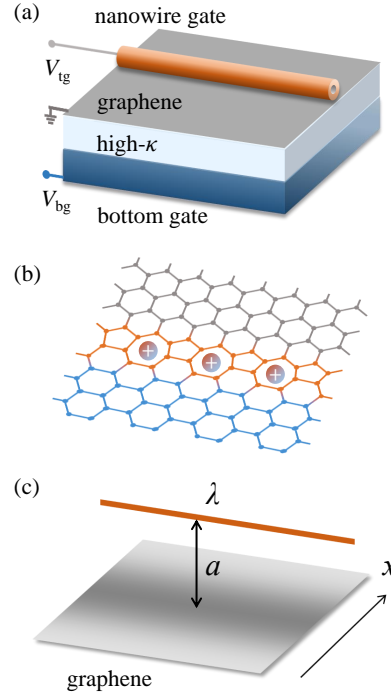 (a)
nanowire gate
V_tg
graphene
high-κ
V_bg
bottom gate
(b)
+ + +
(c)
λ
a
x
graphene